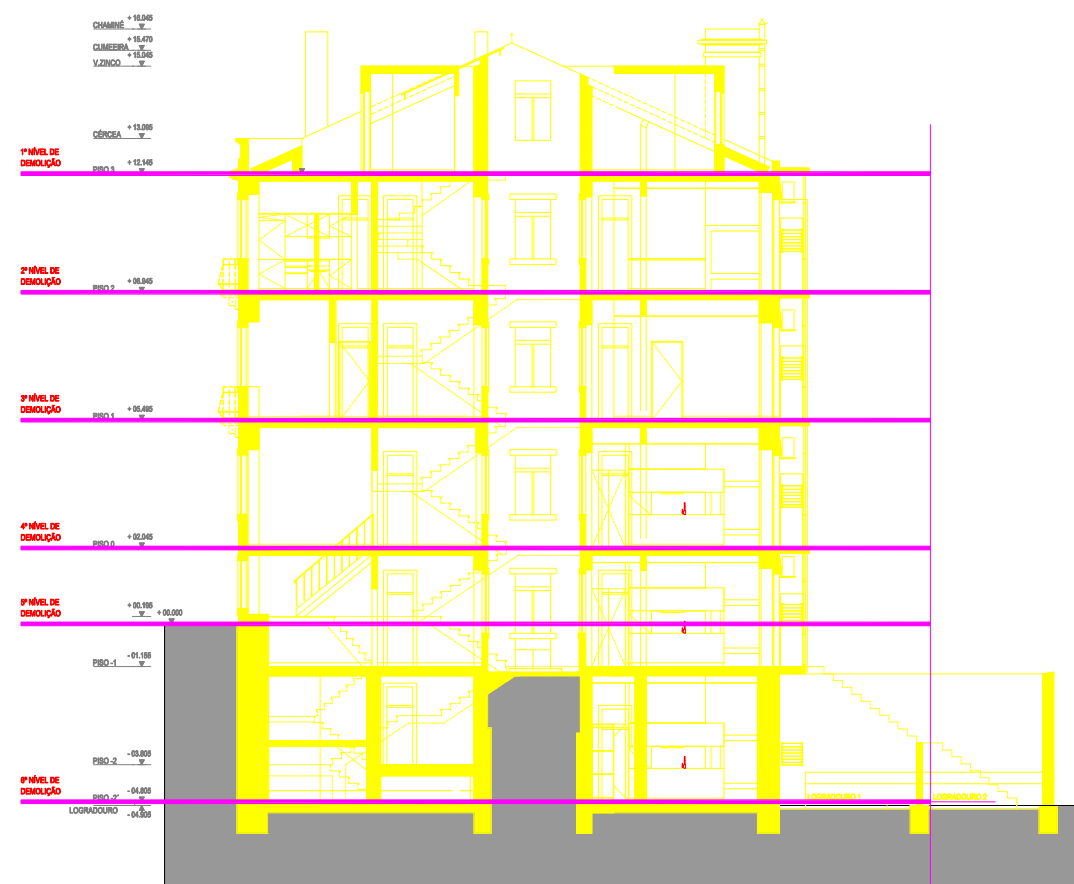 CHAMINÉ + 16.045
CUMEEIRA + 15.470
V.ZINCO + 15.045
CÉRCEA + 13.095
1º NÍVEL DE
DEMOLIÇÃO
PISO 3 + 12.145
2º NÍVEL DE
DEMOLIÇÃO
PISO 2 + 08.945
3º NÍVEL DE
DEMOLIÇÃO
PISO 1 + 05.495
4º NÍVEL DE
DEMOLIÇÃO
PISO 0 + 02.045
5º NÍVEL DE
DEMOLIÇÃO
+ 00.195
+ 00.000
PISO -1 - 01.155
PISO -2 - 03.805
6º NÍVEL DE
DEMOLIÇÃO
PISO -2' - 04.805
LOGRADOURO - 04.905
LOGRADOURO 1
LOGRADOURO 2